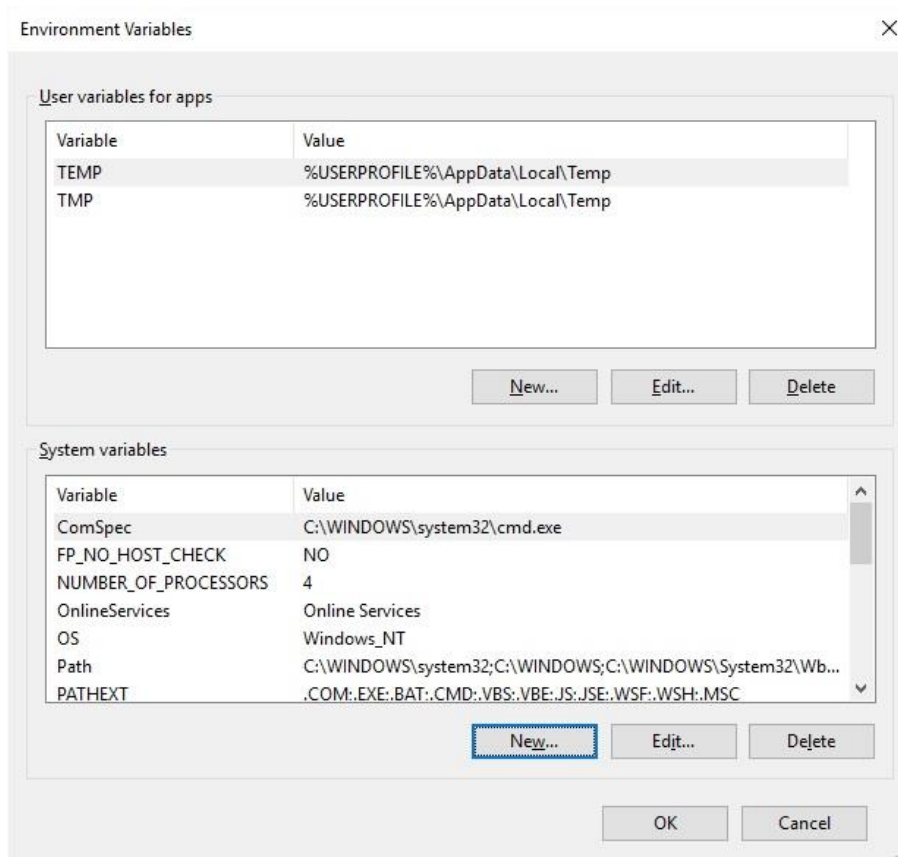 Environment Variables
User variables for apps
Variable Value
TEMP %USERPROFILE%\AppData\Local\Temp
TMP %USERPROFILE%\AppData\Local\Temp
New... Edit... Delete
System variables
Variable Value
ComSpec C:\WINDOWS\system32\cmd.exe
FP_NO_HOST_CHECK NO
NUMBER_OF_PROCESSORS 4
OnlineServices Online Services
OS Windows_NT
Path C:\WINDOWS\system32;C:\WINDOWS;C:\WINDOWS\System32\Wb...
PATHEXT .COM;.EXE;.BAT;.CMD;.VBS;.VBE;.JS;.JSE;.WSF;.WSH;.MSC
New... Edit... Delete
OK Cancel